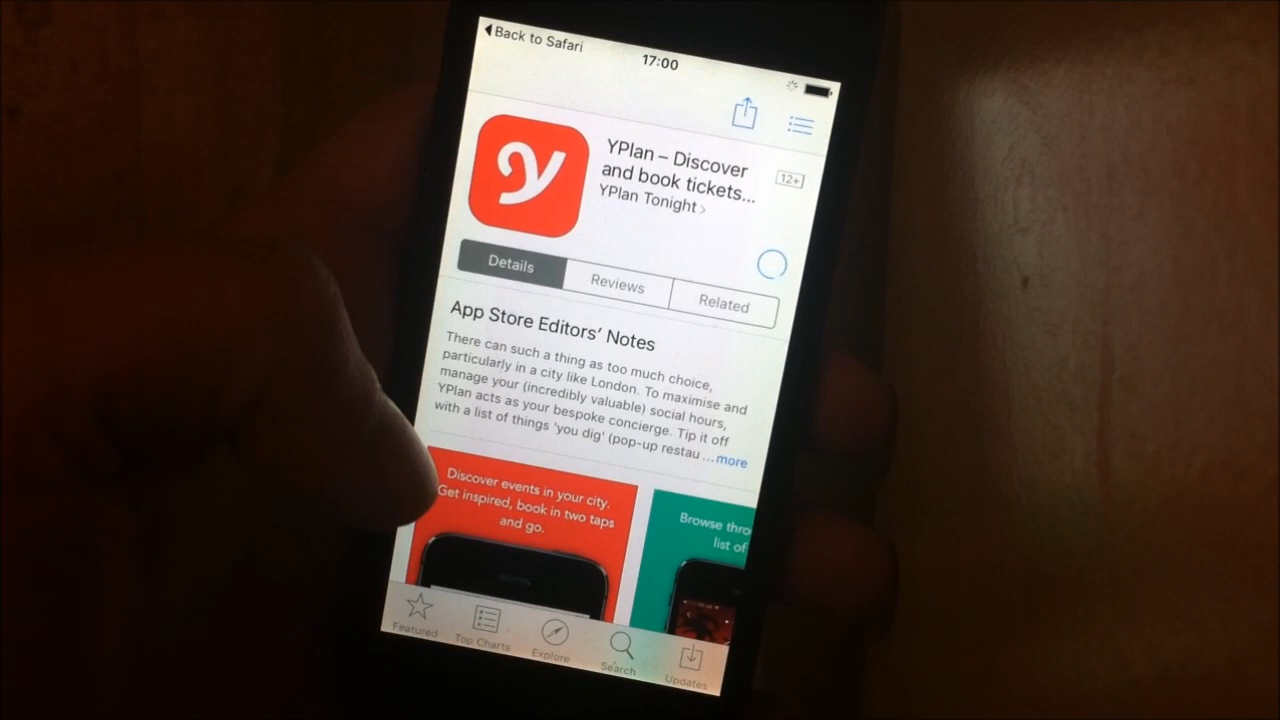 Back to Safari
17:00
y
YPlan – Discover
and book tickets...
12+
YPlan Tonight
Details
Reviews
Related
App Store Editors' Notes
There can such a thing as too much choice,
particularly in a city like London. To maximise and
manage your (incredibly valuable) social hours,
YPlan acts as your bespoke concierge. Tip it off
with a list of things 'you dig' (pop-up restau ...more
Discover events in your city.
Get inspired, book in two taps
and go.
Browse thro
list of
Featured
Top Charts
Explore
Search
Updates